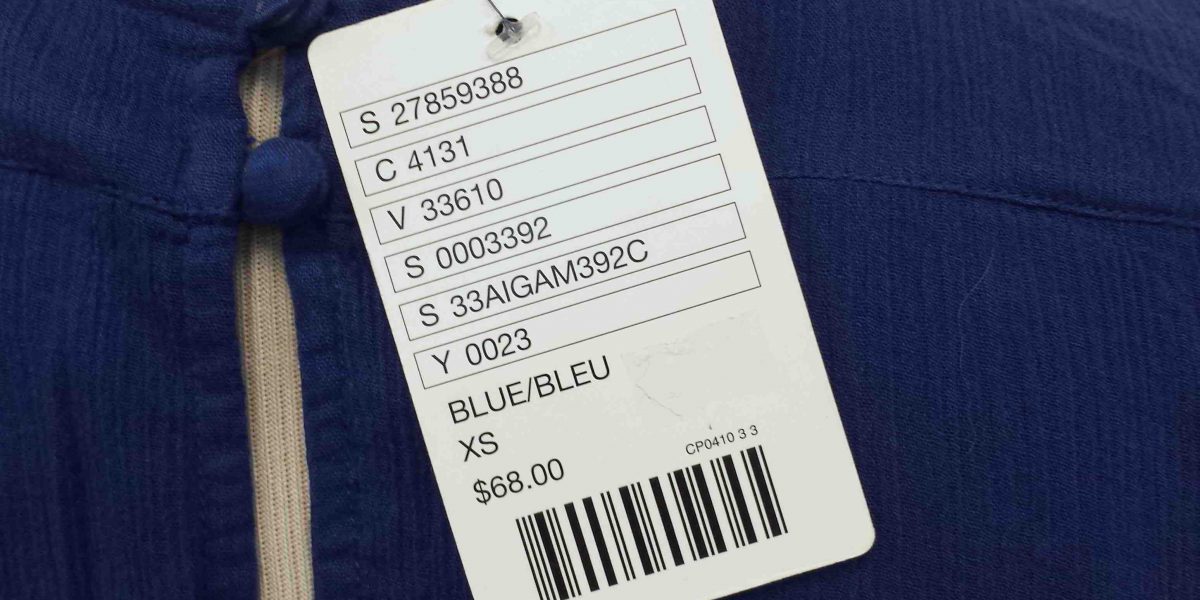 S 27859388
C 4131
V 33610
S 0003392
S 33AIGAM392C
Y 0023
BLUE/BLEU
XS
$68.00
CP0410 3 3